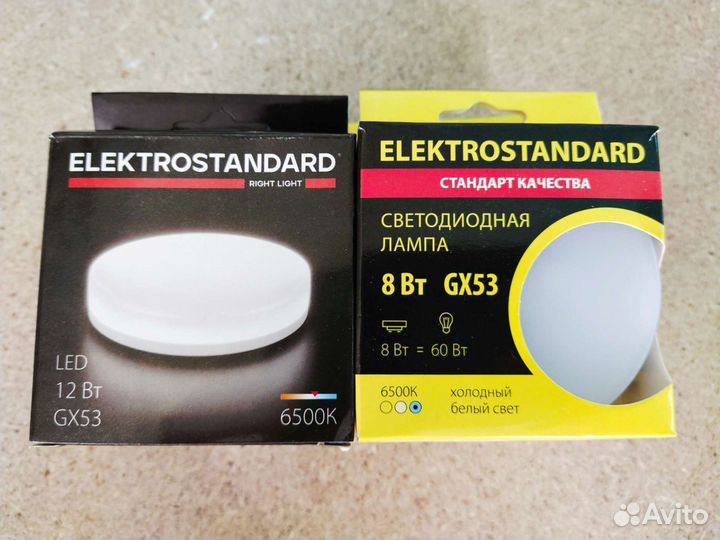 ELEKTROSTANDARD
RIGHT LIGHT
LED
12 Вт
GX53
6500K
ELEKTROSTANDARD
СТАНДАРТ КАЧЕСТВА
СВЕТОДИОДНАЯ
ЛАМПА
8 Вт GX53
8 Вт = 60 Вт
6500K
холодный
белый свет
Avito